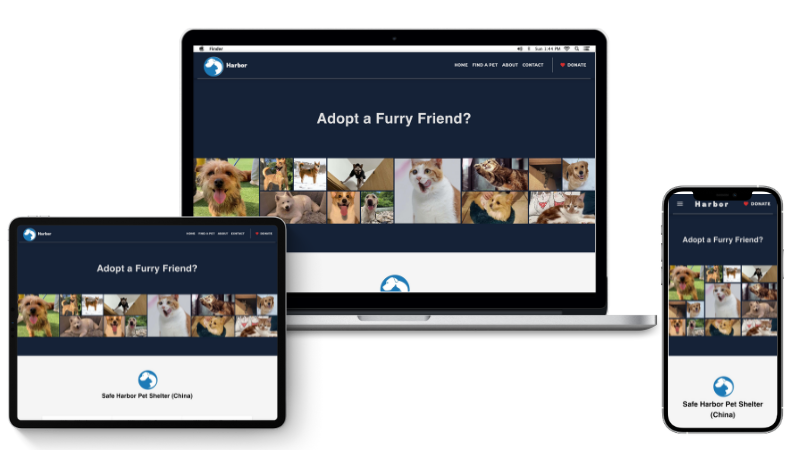 Finder
Sun 1:44 PM
Harbor
HOME FIND A PET ABOUT CONTACT
DONATE
Adopt a Furry Friend?
Harbor
HOME FIND A PET ABOUT CONTACT
DONATE
Adopt a Furry Friend?
Safe Harbor Pet Shelter (China)
Harbor
DONATE
Adopt a Furry Friend?
Safe Harbor Pet Shelter
(China)